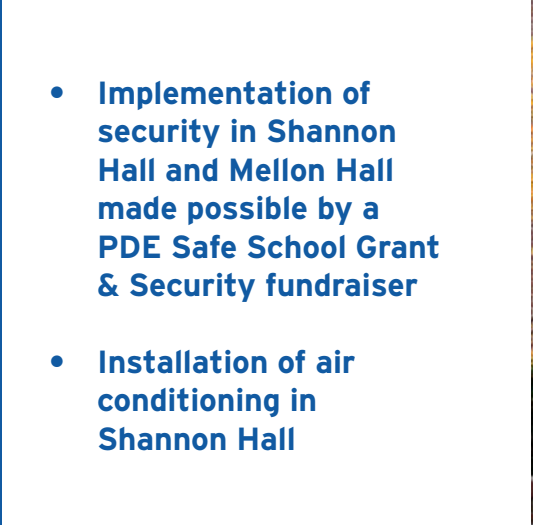 • Implementation of
security in Shannon
Hall and Mellon Hall
made possible by a
PDE Safe School Grant
& Security fundraiser
• Installation of air
conditioning in
Shannon Hall